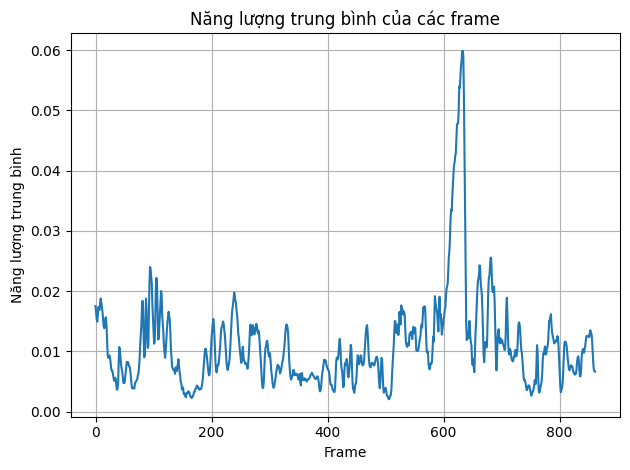 Năng lượng trung bình của các frame
Năng lượng trung bình
0.06
0.05
0.04
0.03
0.02
0.01
0.00
0 200 400 600 800
Frame